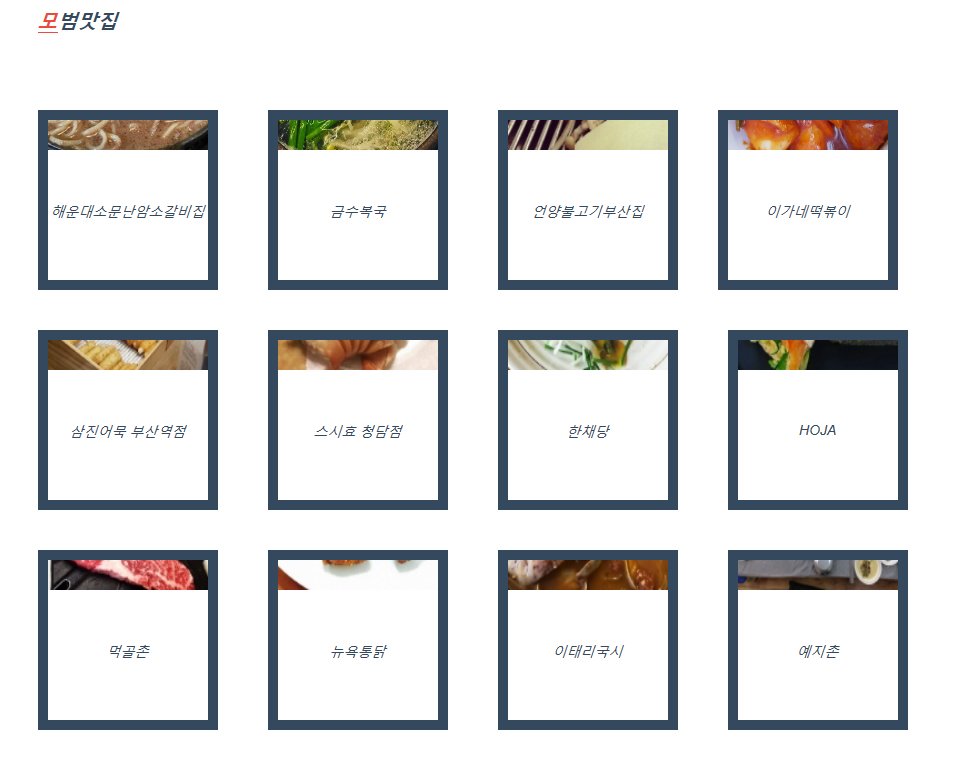 모범맛집
해운대소문난암소갈비집
금수복국
언양불고기부산집
이가네떡볶이
삼진어묵 부산역점
스시효 청담점
한채당
HOJA
먹골촌
뉴욕통닭
이태리국시
예지촌